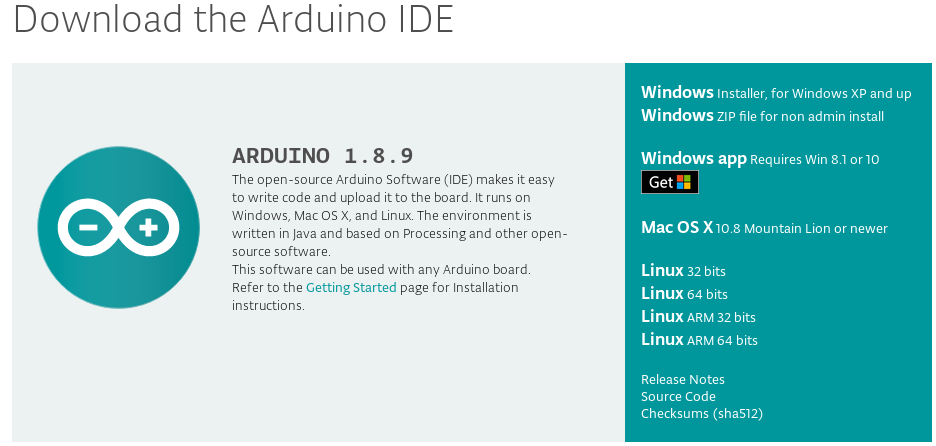 Download the Arduino IDE
ARDUINO 1.8.9
The open-source Arduino Software (IDE) makes it easy
to write code and upload it to the board. It runs on
Windows, Mac OS X, and Linux. The environment is
written in Java and based on Processing and other open-
source software.
This software can be used with any Arduino board.
Refer to the Getting Started page for Installation
instructions.
Windows Installer, for Windows XP and up
Windows ZIP file for non admin install
Windows app Requires Win 8.1 or 10
Get
Mac OS X 10.8 Mountain Lion or newer
Linux 32 bits
Linux 64 bits
Linux ARM 32 bits
Linux ARM 64 bits
Release Notes
Source Code
Checksums (sha512)